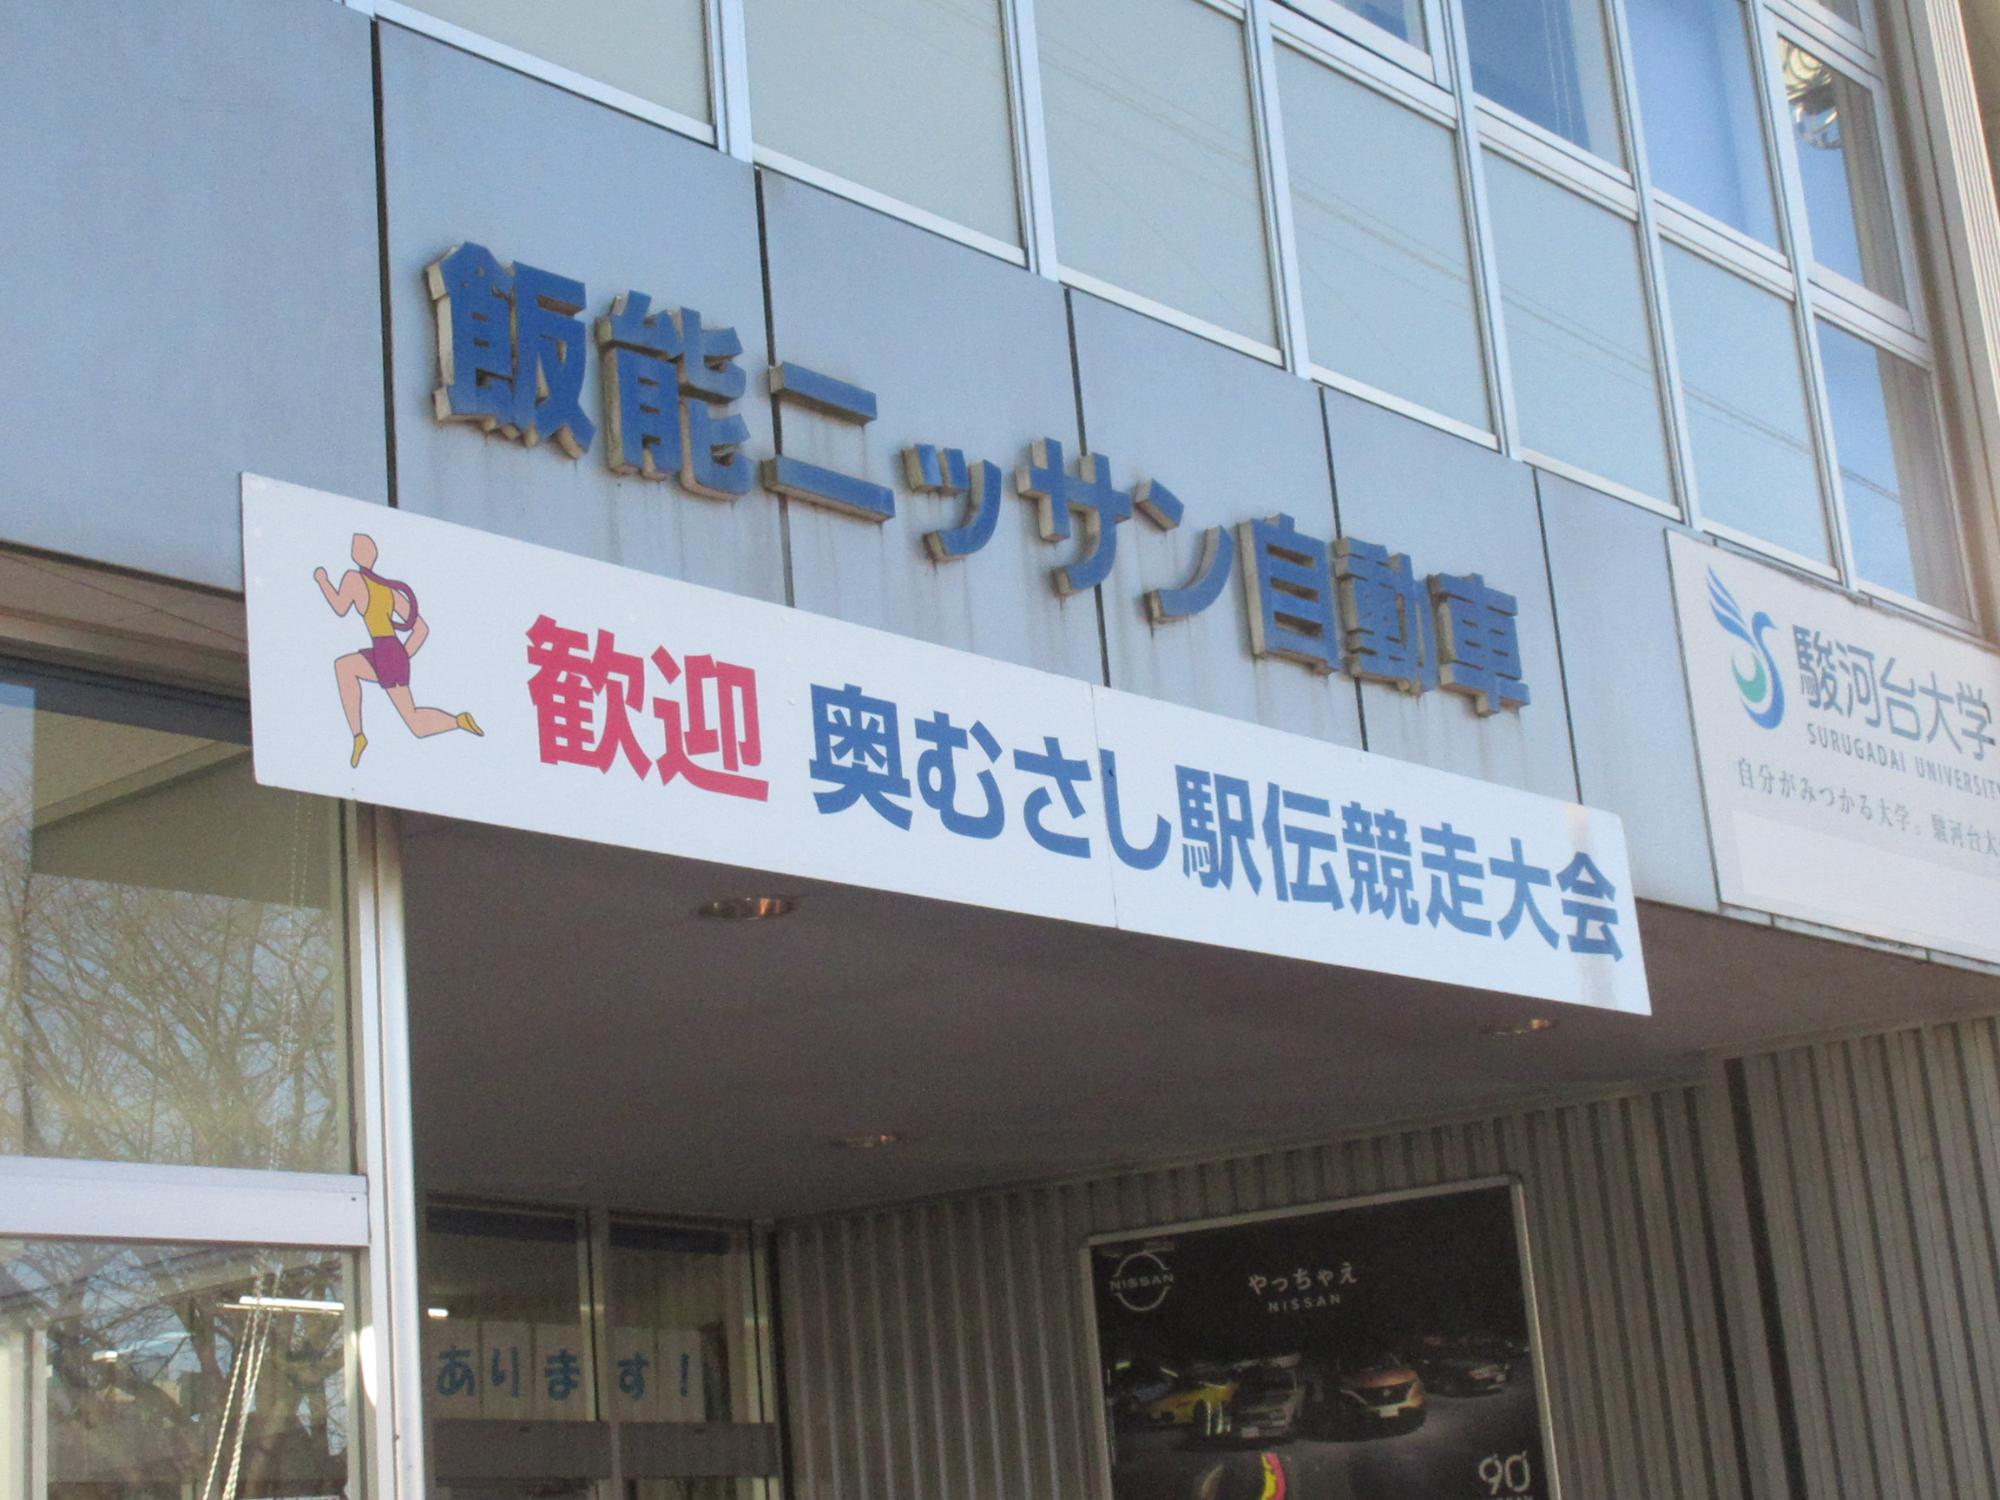 飯能ニッサン自動車
歓迎 奥むさし駅伝競走大会
駿河台大学
SURUGADAI UNIVERSITY
自分がみつかる大学。駿河台大
NISSAN
やっちゃえ
NISSAN
あります!
90